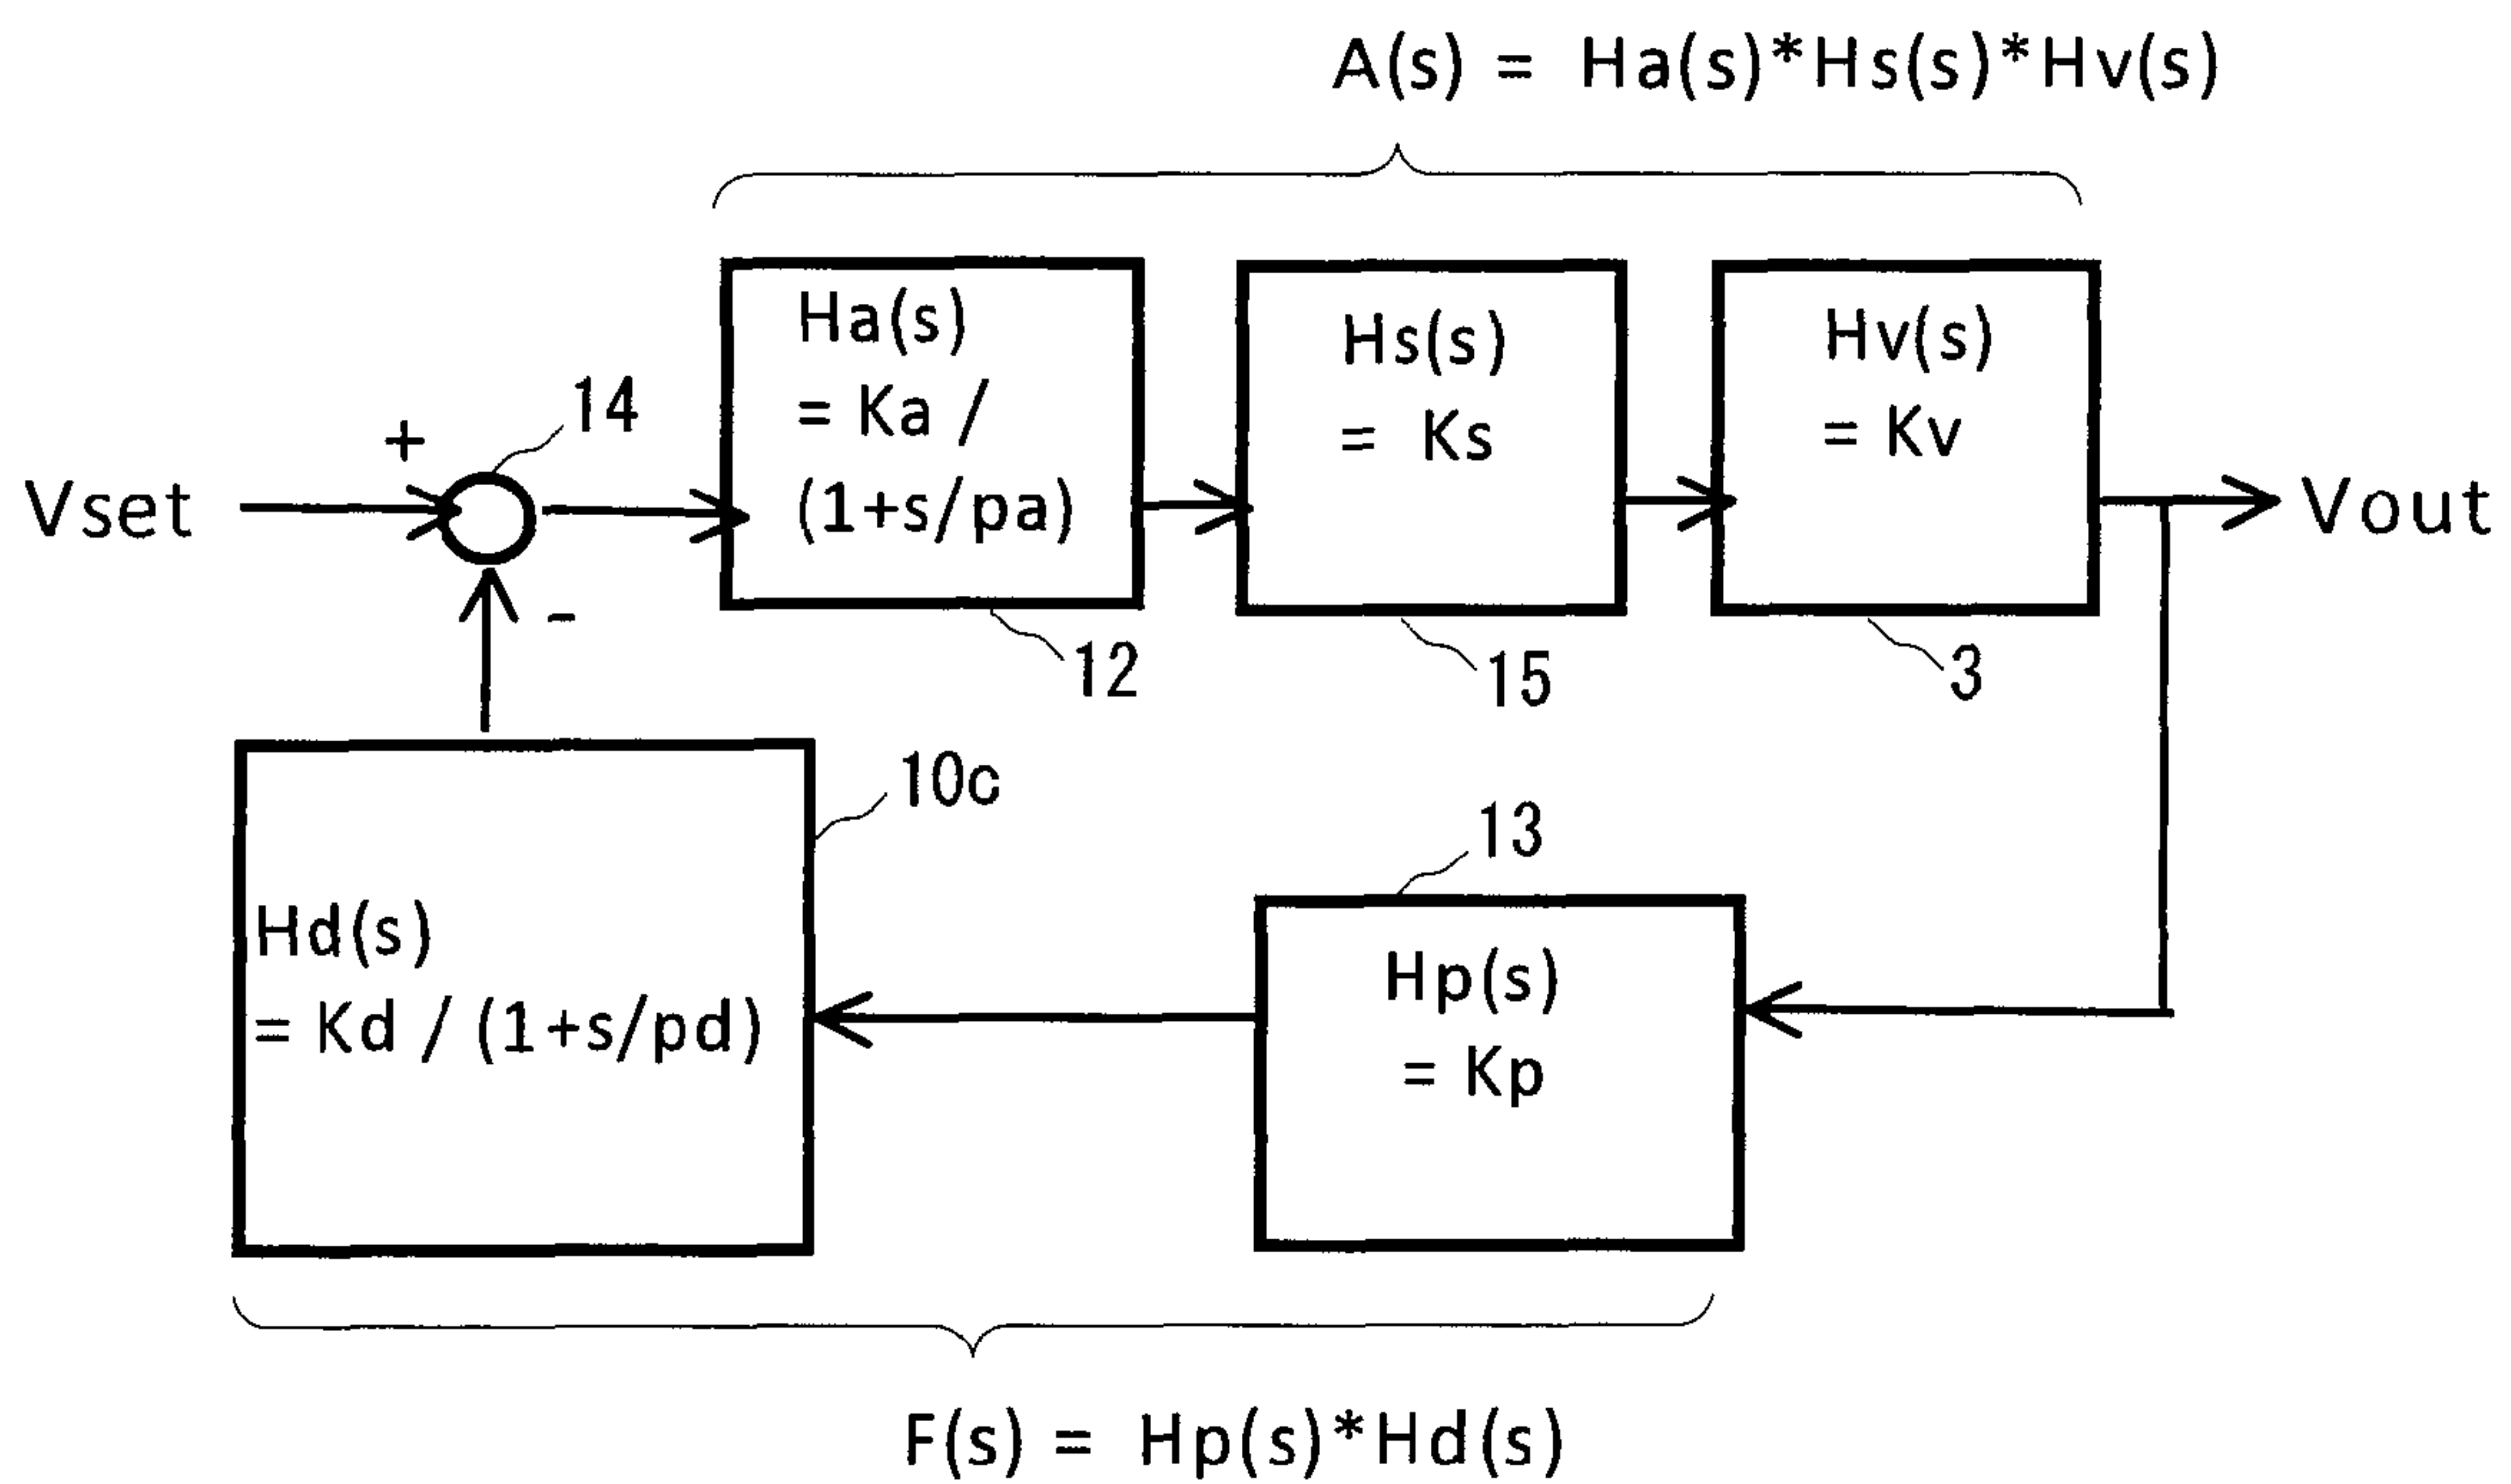 A(s) = Ha(s)*Hs(s)*Hv(s)
Ha(s)
= Ka /
(1+s/pa)
Hs(s)
= Ks
Hv(s)
= Kv
+
14
Vset
Vout
-
12
15
3
10c
13
Hd(s)
= Kd / (1+s/pd)
Hp(s)
= Kp
F(s) = Hp(s)*Hd(s)